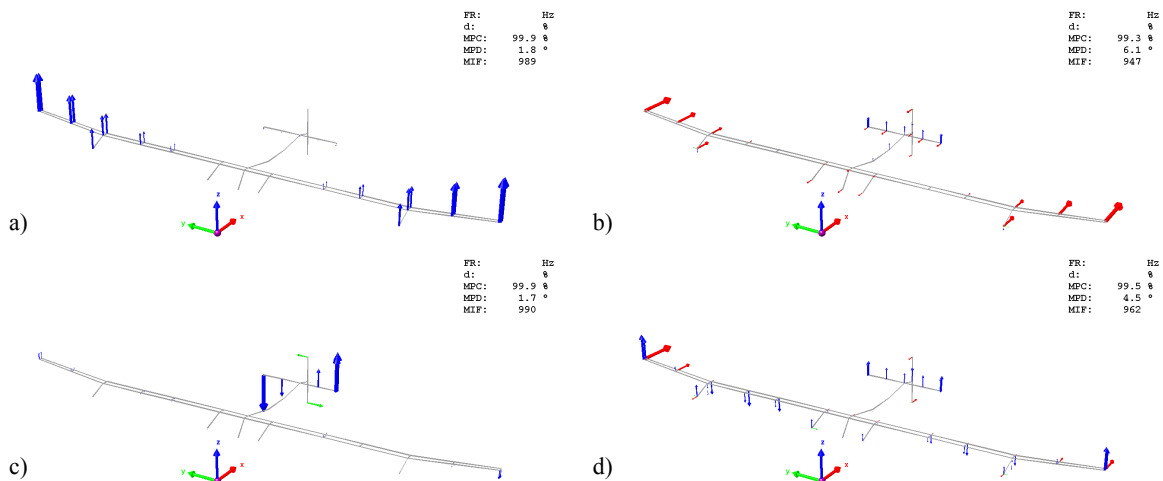 FR: Hz
d: %
MPC: 99.9 %
MPD: 1.8 °
MIF: 989
z
y
x
a)
FR: Hz
d: %
MPC: 99.3 %
MPD: 6.1 °
MIF: 947
z
y
x
b)
FR: Hz
d: %
MPC: 99.9 %
MPD: 1.7 °
MIF: 990
z
y
x
c)
FR: Hz
d: %
MPC: 99.5 %
MPD: 4.5 °
MIF: 962
z
y
x
d)